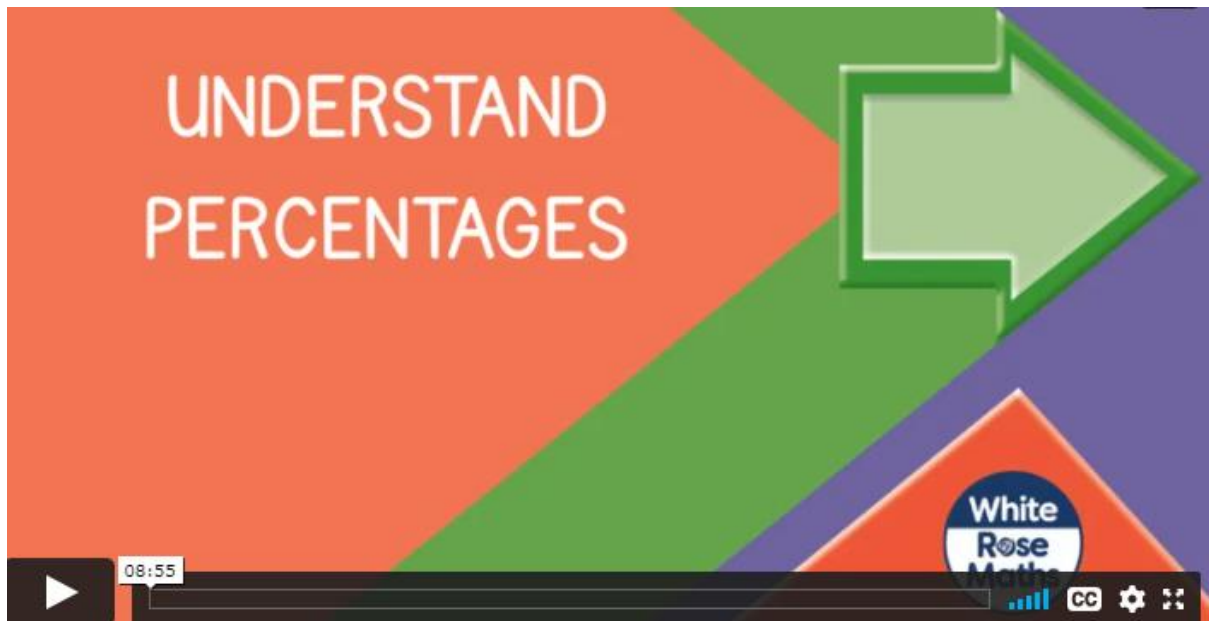 UNDERSTAND
PERCENTAGES
White
Rose
Maths
08:55
CC